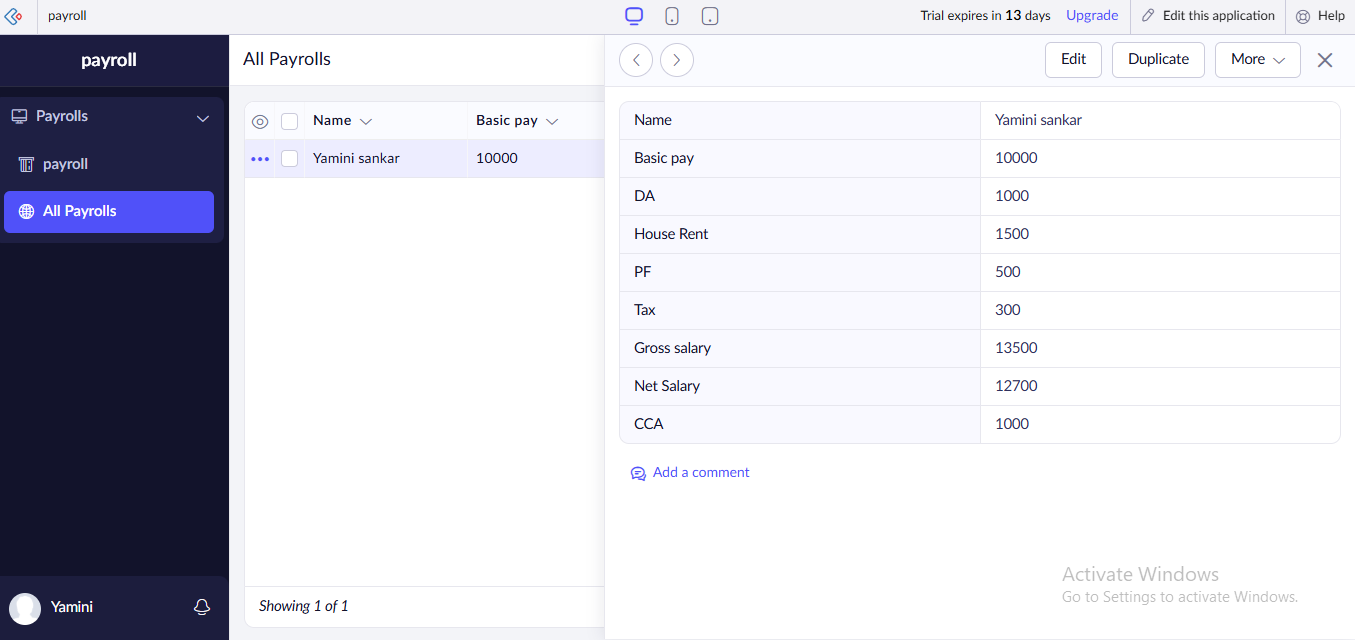 payroll
Trial expires in 13 days Upgrade Edit this application Help
payroll
Payrolls
payroll
All Payrolls
Yamini
All Payrolls
Name Basic pay
Yamini sankar 10000
Showing 1 of 1
Edit Duplicate More
Name Yamini sankar
Basic pay 10000
DA 1000
House Rent 1500
PF 500
Tax 300
Gross salary 13500
Net Salary 12700
CCA 1000
Add a comment
Activate Windows
Go to Settings to activate Windows.